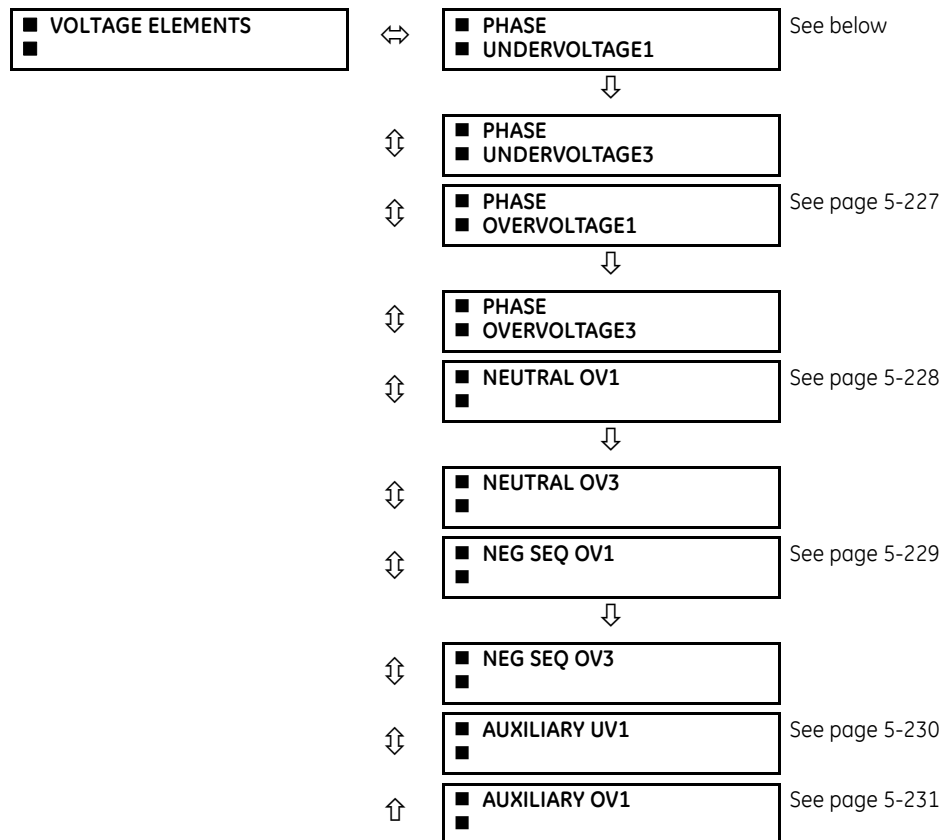 ■ VOLTAGE ELEMENTS
■
⇔
■ PHASE
■ UNDERVOLTAGE1
See below
⇩
⇕
■ PHASE
■ UNDERVOLTAGE3
⇕
■ PHASE
■ OVERVOLTAGE1
See page 5-227
⇩
⇕
■ PHASE
■ OVERVOLTAGE3
⇕
■ NEUTRAL OV1
■
See page 5-228
⇩
⇕
■ NEUTRAL OV3
■
⇕
■ NEG SEQ OV1
■
See page 5-229
⇩
⇕
■ NEG SEQ OV3
■
⇕
■ AUXILIARY UV1
■
See page 5-230
⇧
■ AUXILIARY OV1
■
See page 5-231